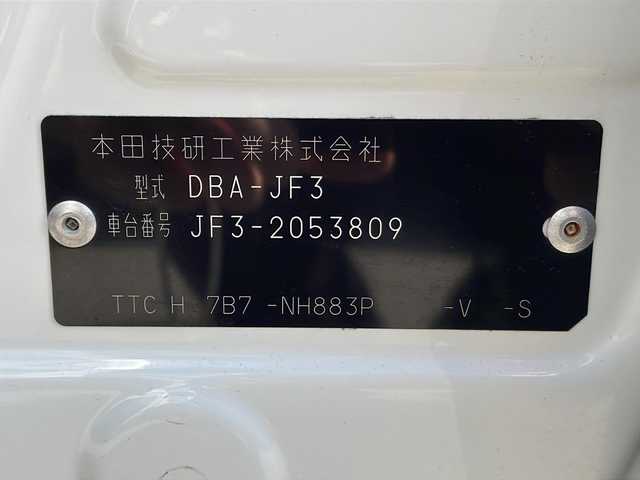 本田技研工業株式会社
型式 DBA-JF3
車台番号 JF3-2053809
TTC H 7B7 -NH883P -V -S